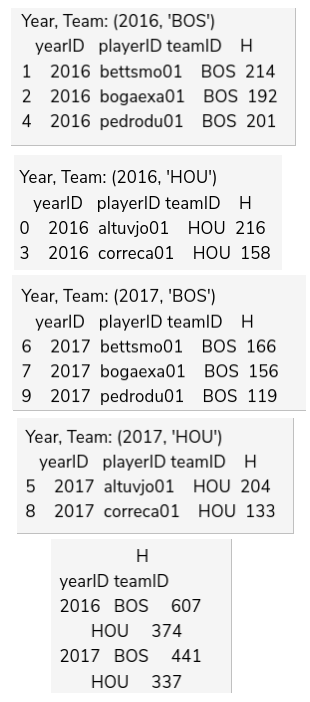 Year, Team: (2016, 'BOS')
yearID playerID teamID H
1 2016 bettsmo01 BOS 214
2 2016 bogaexa01 BOS 192
4 2016 pedrodu01 BOS 201
Year, Team: (2016, 'HOU')
yearID playerID teamID H
0 2016 altuvjo01 HOU 216
3 2016 correca01 HOU 158
Year, Team: (2017, 'BOS')
yearID playerID teamID H
6 2017 bettsmo01 BOS 166
7 2017 bogaexa01 BOS 156
9 2017 pedrodu01 BOS 119
Year, Team: (2017, 'HOU')
yearID playerID teamID H
5 2017 altuvjo01 HOU 204
8 2017 correca01 HOU 133
H
yearID teamID
2016 BOS 607
HOU 374
2017 BOS 441
HOU 337